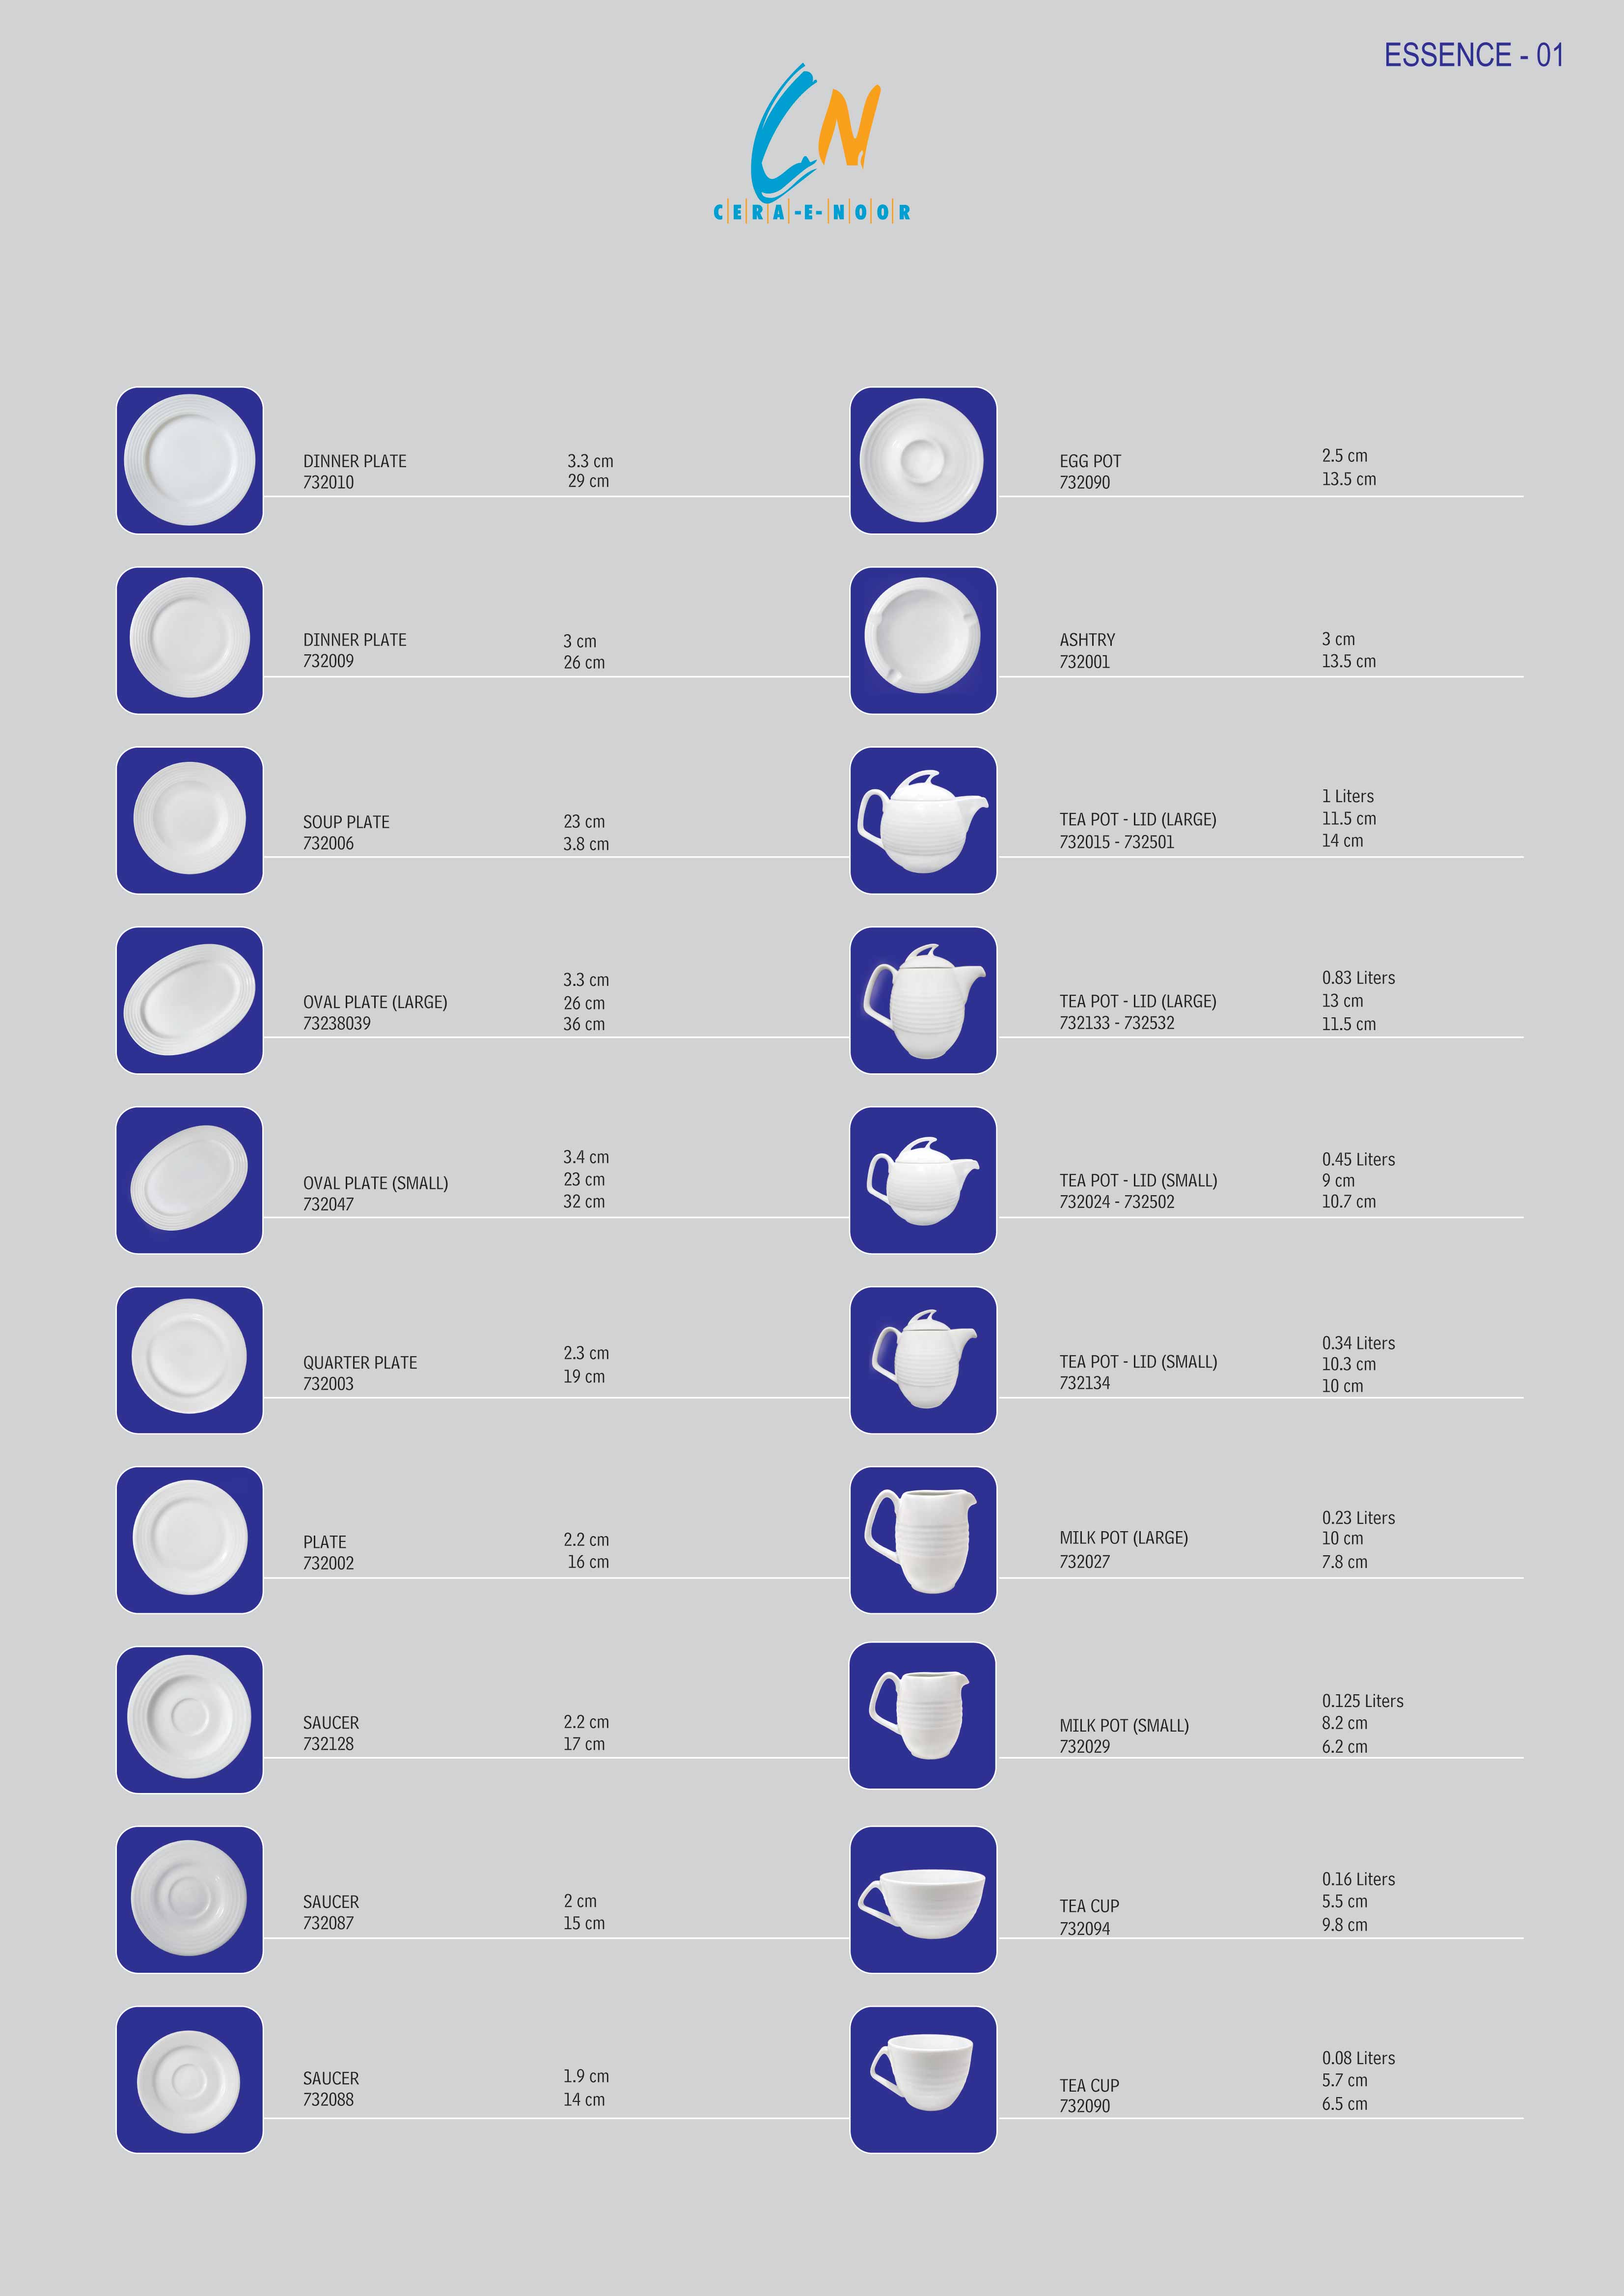 ESSENCE - 01
CN
CERA-E-NOOR
DINNER PLATE
732010
3.3 cm
29 cm
DINNER PLATE
732009
3 cm
26 cm
SOUP PLATE
732006
23 cm
3.8 cm
OVAL PLATE (LARGE)
73238039
3.3 cm
26 cm
36 cm
OVAL PLATE (SMALL)
732047
3.4 cm
23 cm
32 cm
QUARTER PLATE
732003
2.3 cm
19 cm
PLATE
732002
2.2 cm
16 cm
SAUCER
732128
2.2 cm
17 cm
SAUCER
732087
2 cm
15 cm
SAUCER
732088
1.9 cm
14 cm
EGG POT
732090
2.5 cm
13.5 cm
ASHTRY
732001
3 cm
13.5 cm
TEA POT - LID (LARGE)
732015 - 732501
1 Liters
11.5 cm
14 cm
TEA POT - LID (LARGE)
732133 - 732532
0.83 Liters
13 cm
11.5 cm
TEA POT - LID (SMALL)
732024 - 732502
0.45 Liters
9 cm
10.7 cm
TEA POT - LID (SMALL)
732134
0.34 Liters
10.3 cm
10 cm
MILK POT (LARGE)
732027
0.23 Liters
10 cm
7.8 cm
MILK POT (SMALL)
732029
0.125 Liters
8.2 cm
6.2 cm
TEA CUP
732094
0.16 Liters
5.5 cm
9.8 cm
TEA CUP
732090
0.08 Liters
5.7 cm
6.5 cm